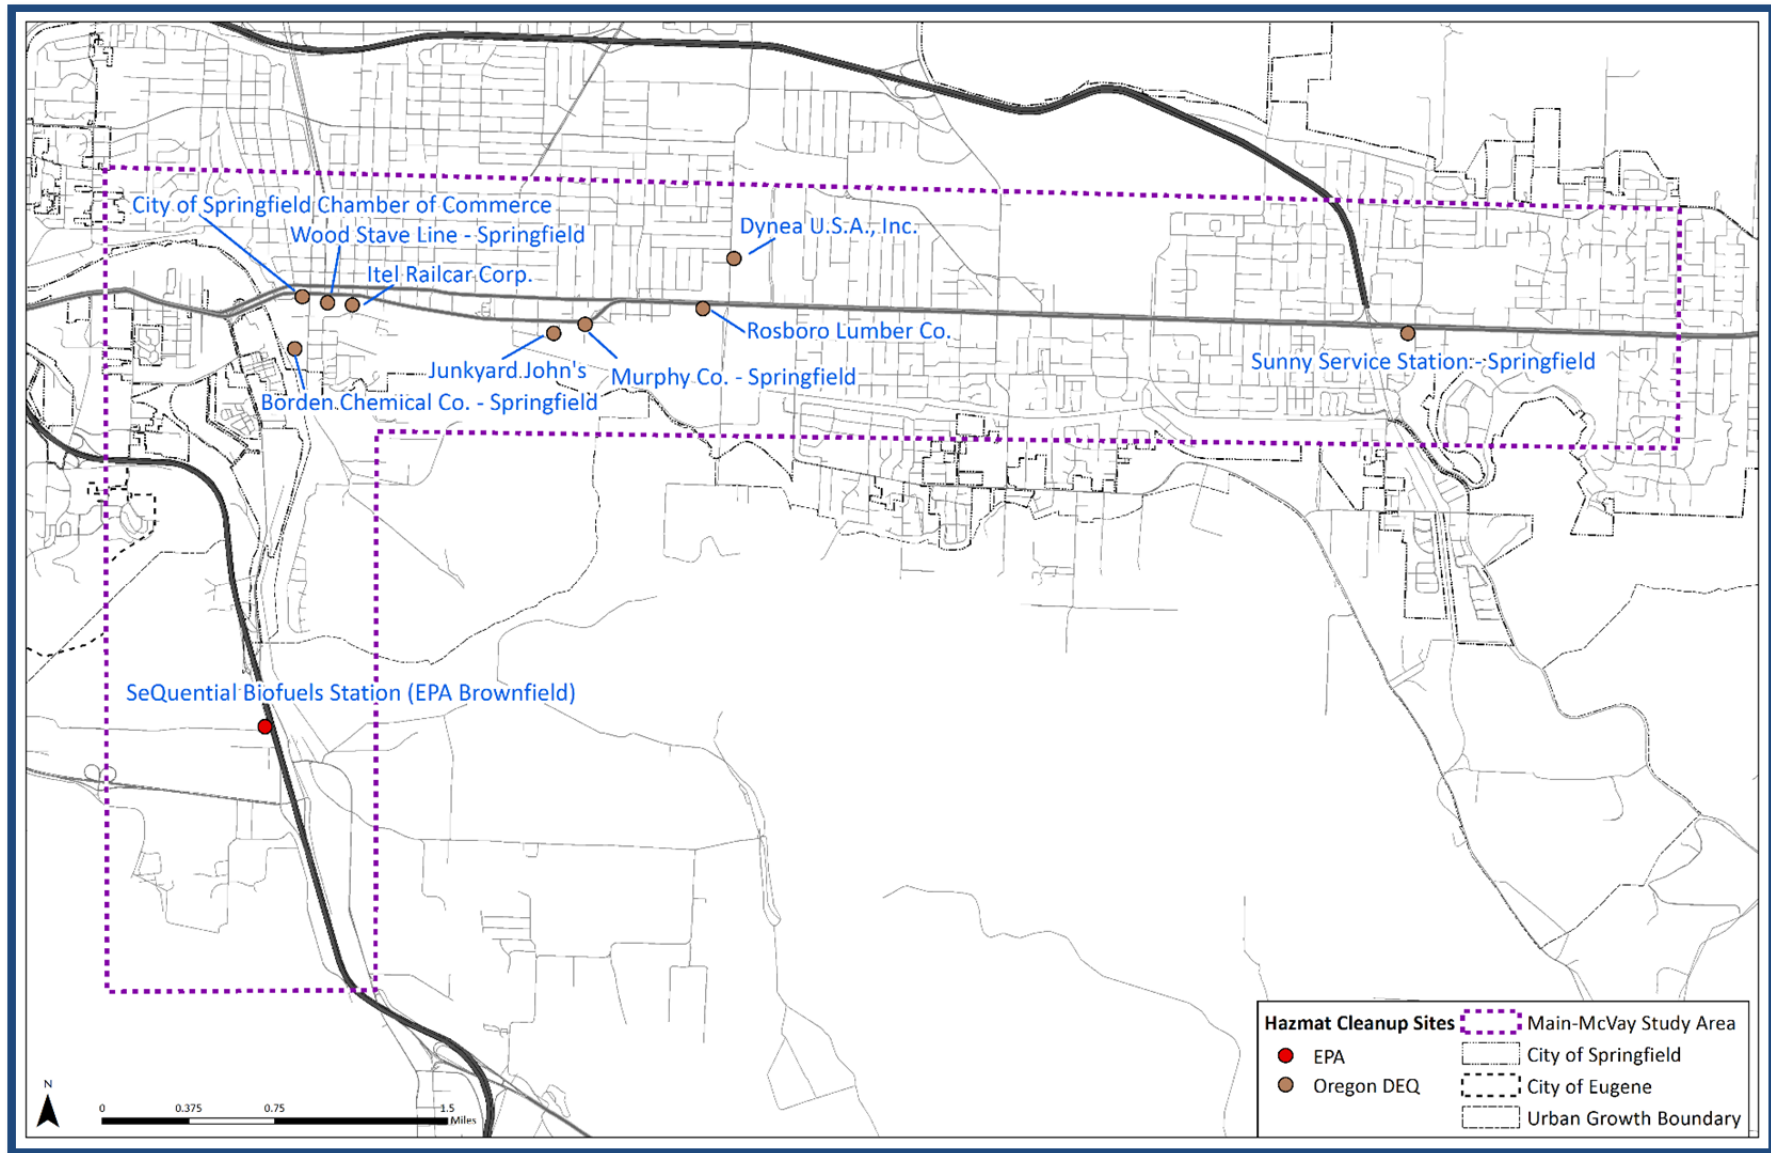 City of Springfield Chamber of Commerce
Wood Stave Line - Springfield
Dynea U.S.A., Inc.
Itel Railcar Corp.
Rosboro Lumber Co.
Junkyard John's
Murphy Co. - Springfield
Sunny Service Station - Springfield
Borden Chemical Co. - Springfield
SeQuential Biofuels Station (EPA Brownfield)
Hazmat Cleanup Sites
EPA
Oregon DEQ
Main-McVay Study Area
City of Springfield
City of Eugene
Urban Growth Boundary
N
0 0.375 0.75 1.5
Miles